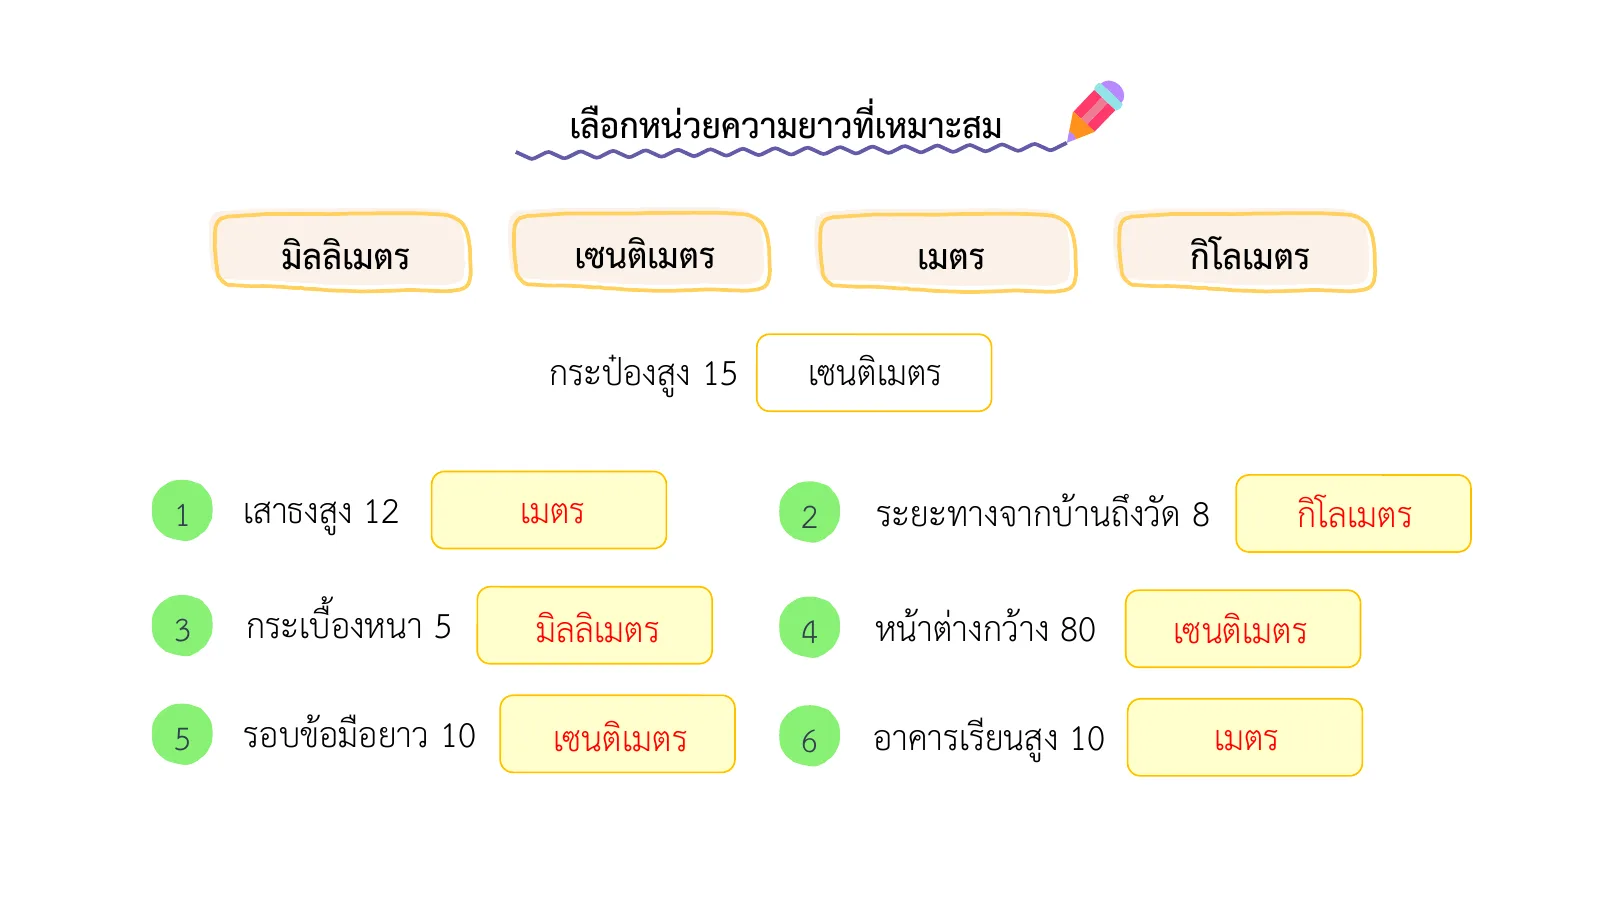 เลือกหน่วยความยาวที่เหมาะสม
มิลลิเมตร เซนติเมตร เมตร กิโลเมตร
กระป๋องสูง 15 เซนติเมตร
1 เสาธงสูง 12 เมตร
2 ระยะทางจากบ้านถึงวัด 8 กิโลเมตร
3 กระเบื้องหนา 5 มิลลิเมตร
4 หน้าต่างกว้าง 80 เซนติเมตร
5 รอบข้อมือยาว 10 เซนติเมตร
6 อาคารเรียนสูง 10 เมตร